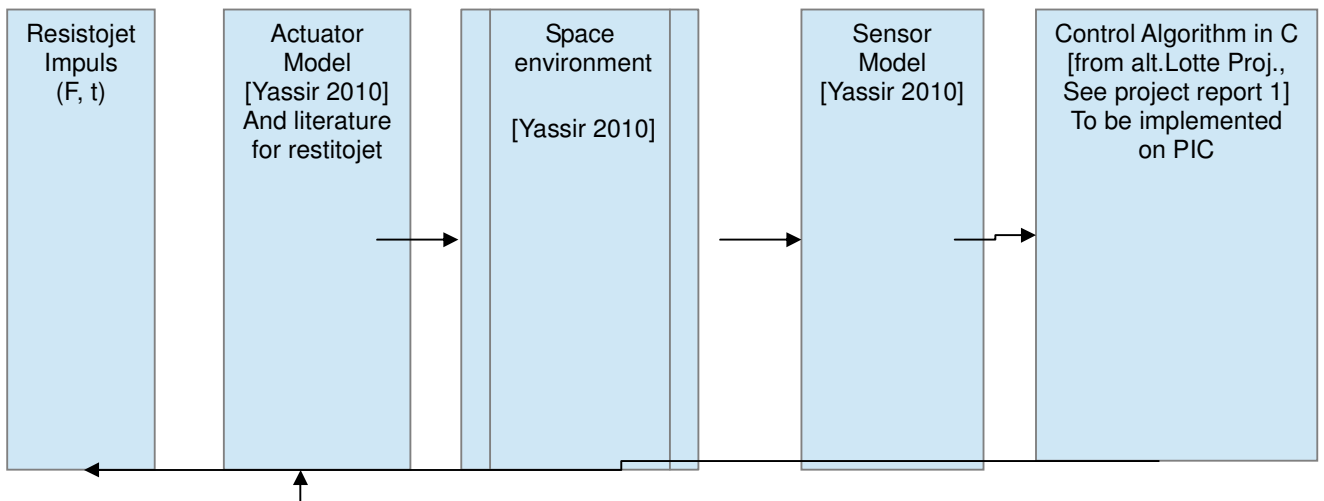 Resistojet
Impuls
(F, t)
Actuator
Model
[Yassir 2010]
And literature
for restitojet
Space
environment
[Yassir 2010]
Sensor
Model
[Yassir 2010]
Control Algorithm in C
[from alt.Lotte Proj.,
See project report 1]
To be implemented
on PIC